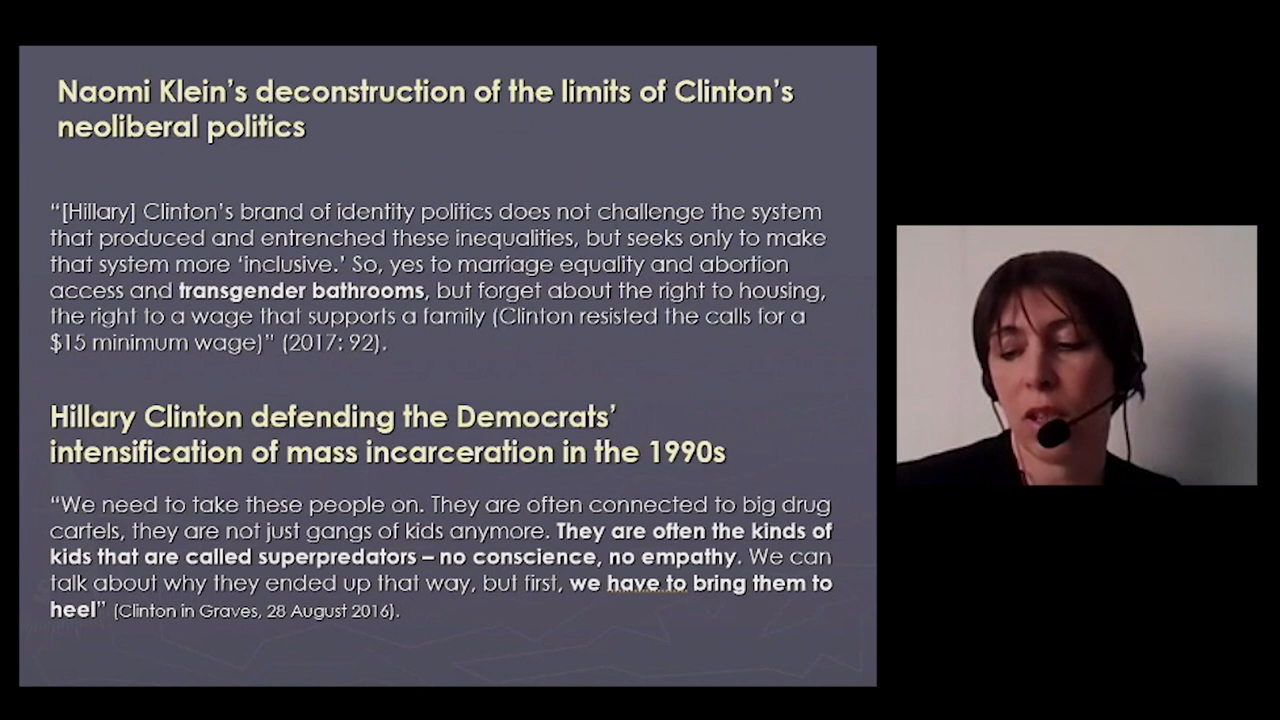 Naomi Klein’s deconstruction of the limits of Clinton’s
neoliberal politics
“[Hillary] Clinton’s brand of identity politics does not challenge the system
that produced and entrenched these inequalities, but seeks only to make
that system more ‘inclusive.’ So, yes to marriage equality and abortion
access and transgender bathrooms, but forget about the right to housing,
the right to a wage that supports a family (Clinton resisted the calls for a
$15 minimum wage)” (2017: 92).
Hillary Clinton defending the Democrats’
intensification of mass incarceration in the 1990s
“We need to take these people on. They are often connected to big drug
cartels, they are not just gangs of kids anymore. They are often the kinds of
kids that are called superpredators – no conscience, no empathy. We can
talk about why they ended up that way, but first, we have to bring them to
heel” (Clinton in Graves, 28 August 2016).